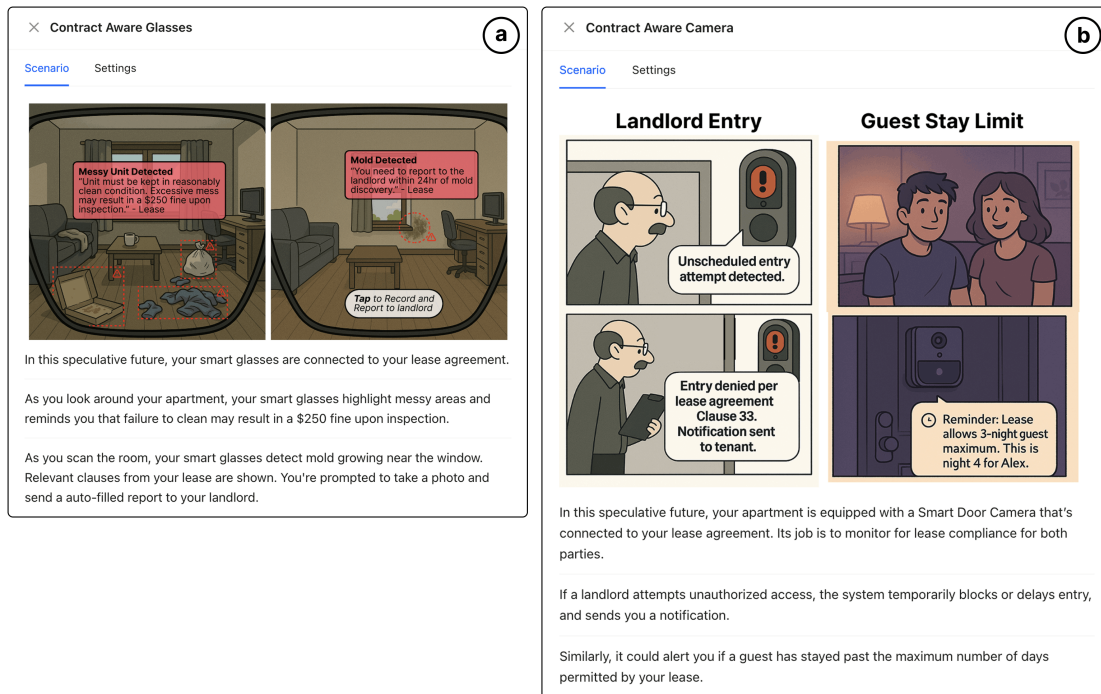 Contract Aware Glasses
a
Scenario
Settings
Messy Unit Detected
"Unit must be kept in reasonably
clean condition. Excessive mess
may result in a $250 fine upon
inspection." - Lease
Mold Detected
"You need to report to the
landlord within 24hr of mold
discovery." - Lease
Tap to Record and
Report to landlord
In this speculative future, your smart glasses are connected to your lease agreement.
As you look around your apartment, your smart glasses highlight messy areas and
reminds you that failure to clean may result in a $250 fine upon inspection.
As you scan the room, your smart glasses detect mold growing near the window.
Relevant clauses from your lease are shown. You're prompted to take a photo and
send a auto-filled report to your landlord.
Contract Aware Camera
b
Scenario
Settings
Landlord Entry
Unscheduled entry
attempt detected.
Entry denied per
lease agreement
Clause 33.
Notification sent
to tenant.
Guest Stay Limit
Reminder: Lease
allows 3-night guest
maximum. This is
night 4 for Alex.
In this speculative future, your apartment is equipped with a Smart Door Camera that's
connected to your lease agreement. Its job is to monitor for lease compliance for both
parties.
If a landlord attempts unauthorized access, the system temporarily blocks or delays entry,
and sends you a notification.
Similarly, it could alert you if a guest has stayed past the maximum number of days
permitted by your lease.